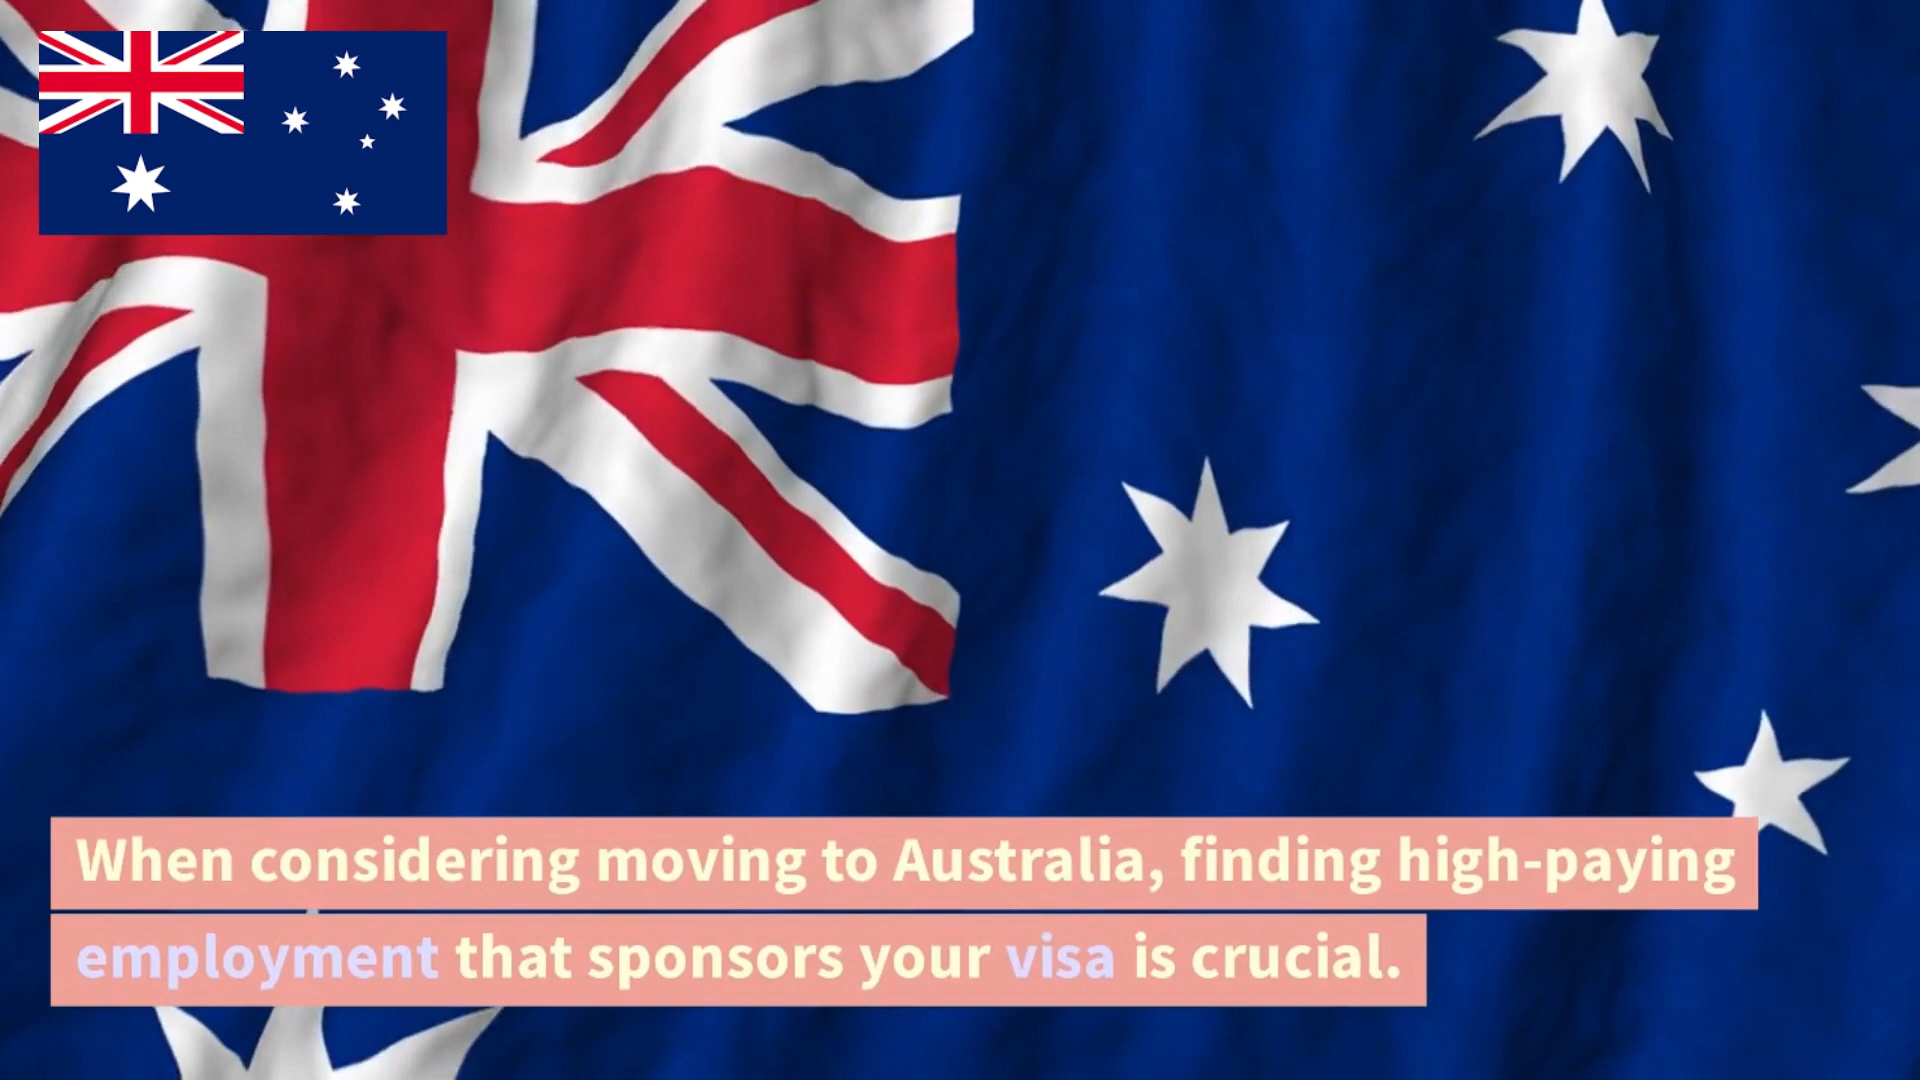 When considering moving to Australia, finding high-paying
employment that sponsors your visa is crucial.